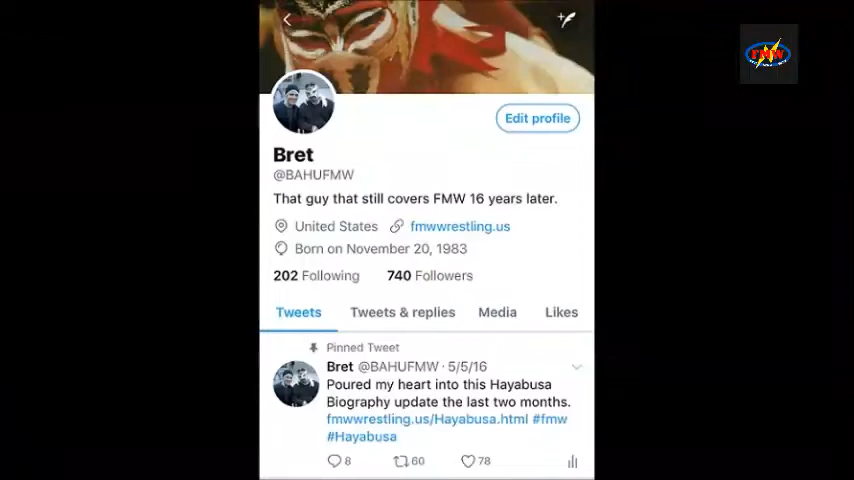 FMW
Edit profile
Bret
@BAHUFMW
That guy that still covers FMW 16 years later.
United States fmwwrestling.us
Born on November 20, 1983
202 Following 740 Followers
Tweets Tweets & replies Media Likes
Pinned Tweet
Bret @BAHUFMW · 5/5/16
Poured my heart into this Hayabusa
Biography update the last two months.
fmwwrestling.us/Hayabusa.html #fmw
#Hayabusa
8 60 78